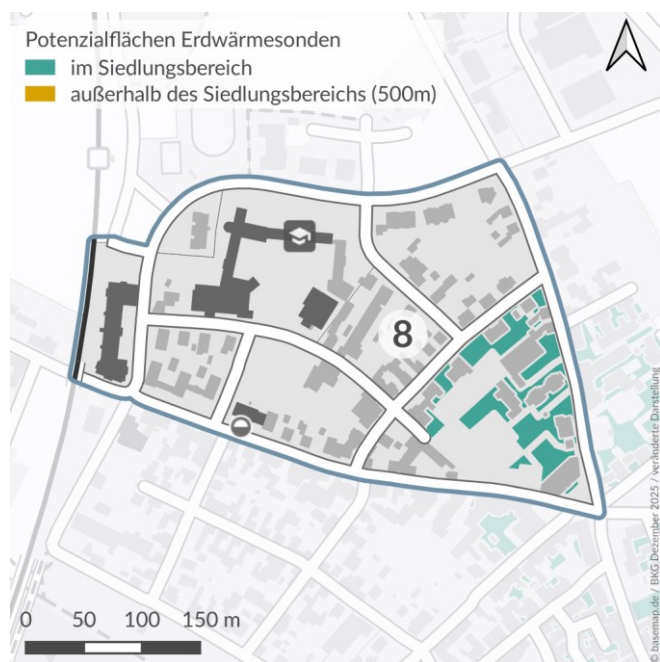 Potenzialflächen Erdwärmesonden
im Siedlungsbereich
außerhalb des Siedlungsbereichs (500m)
8
0 50 100 150 m
© basemap.de / BKG Dezember 2025 / veränderte Darstellung